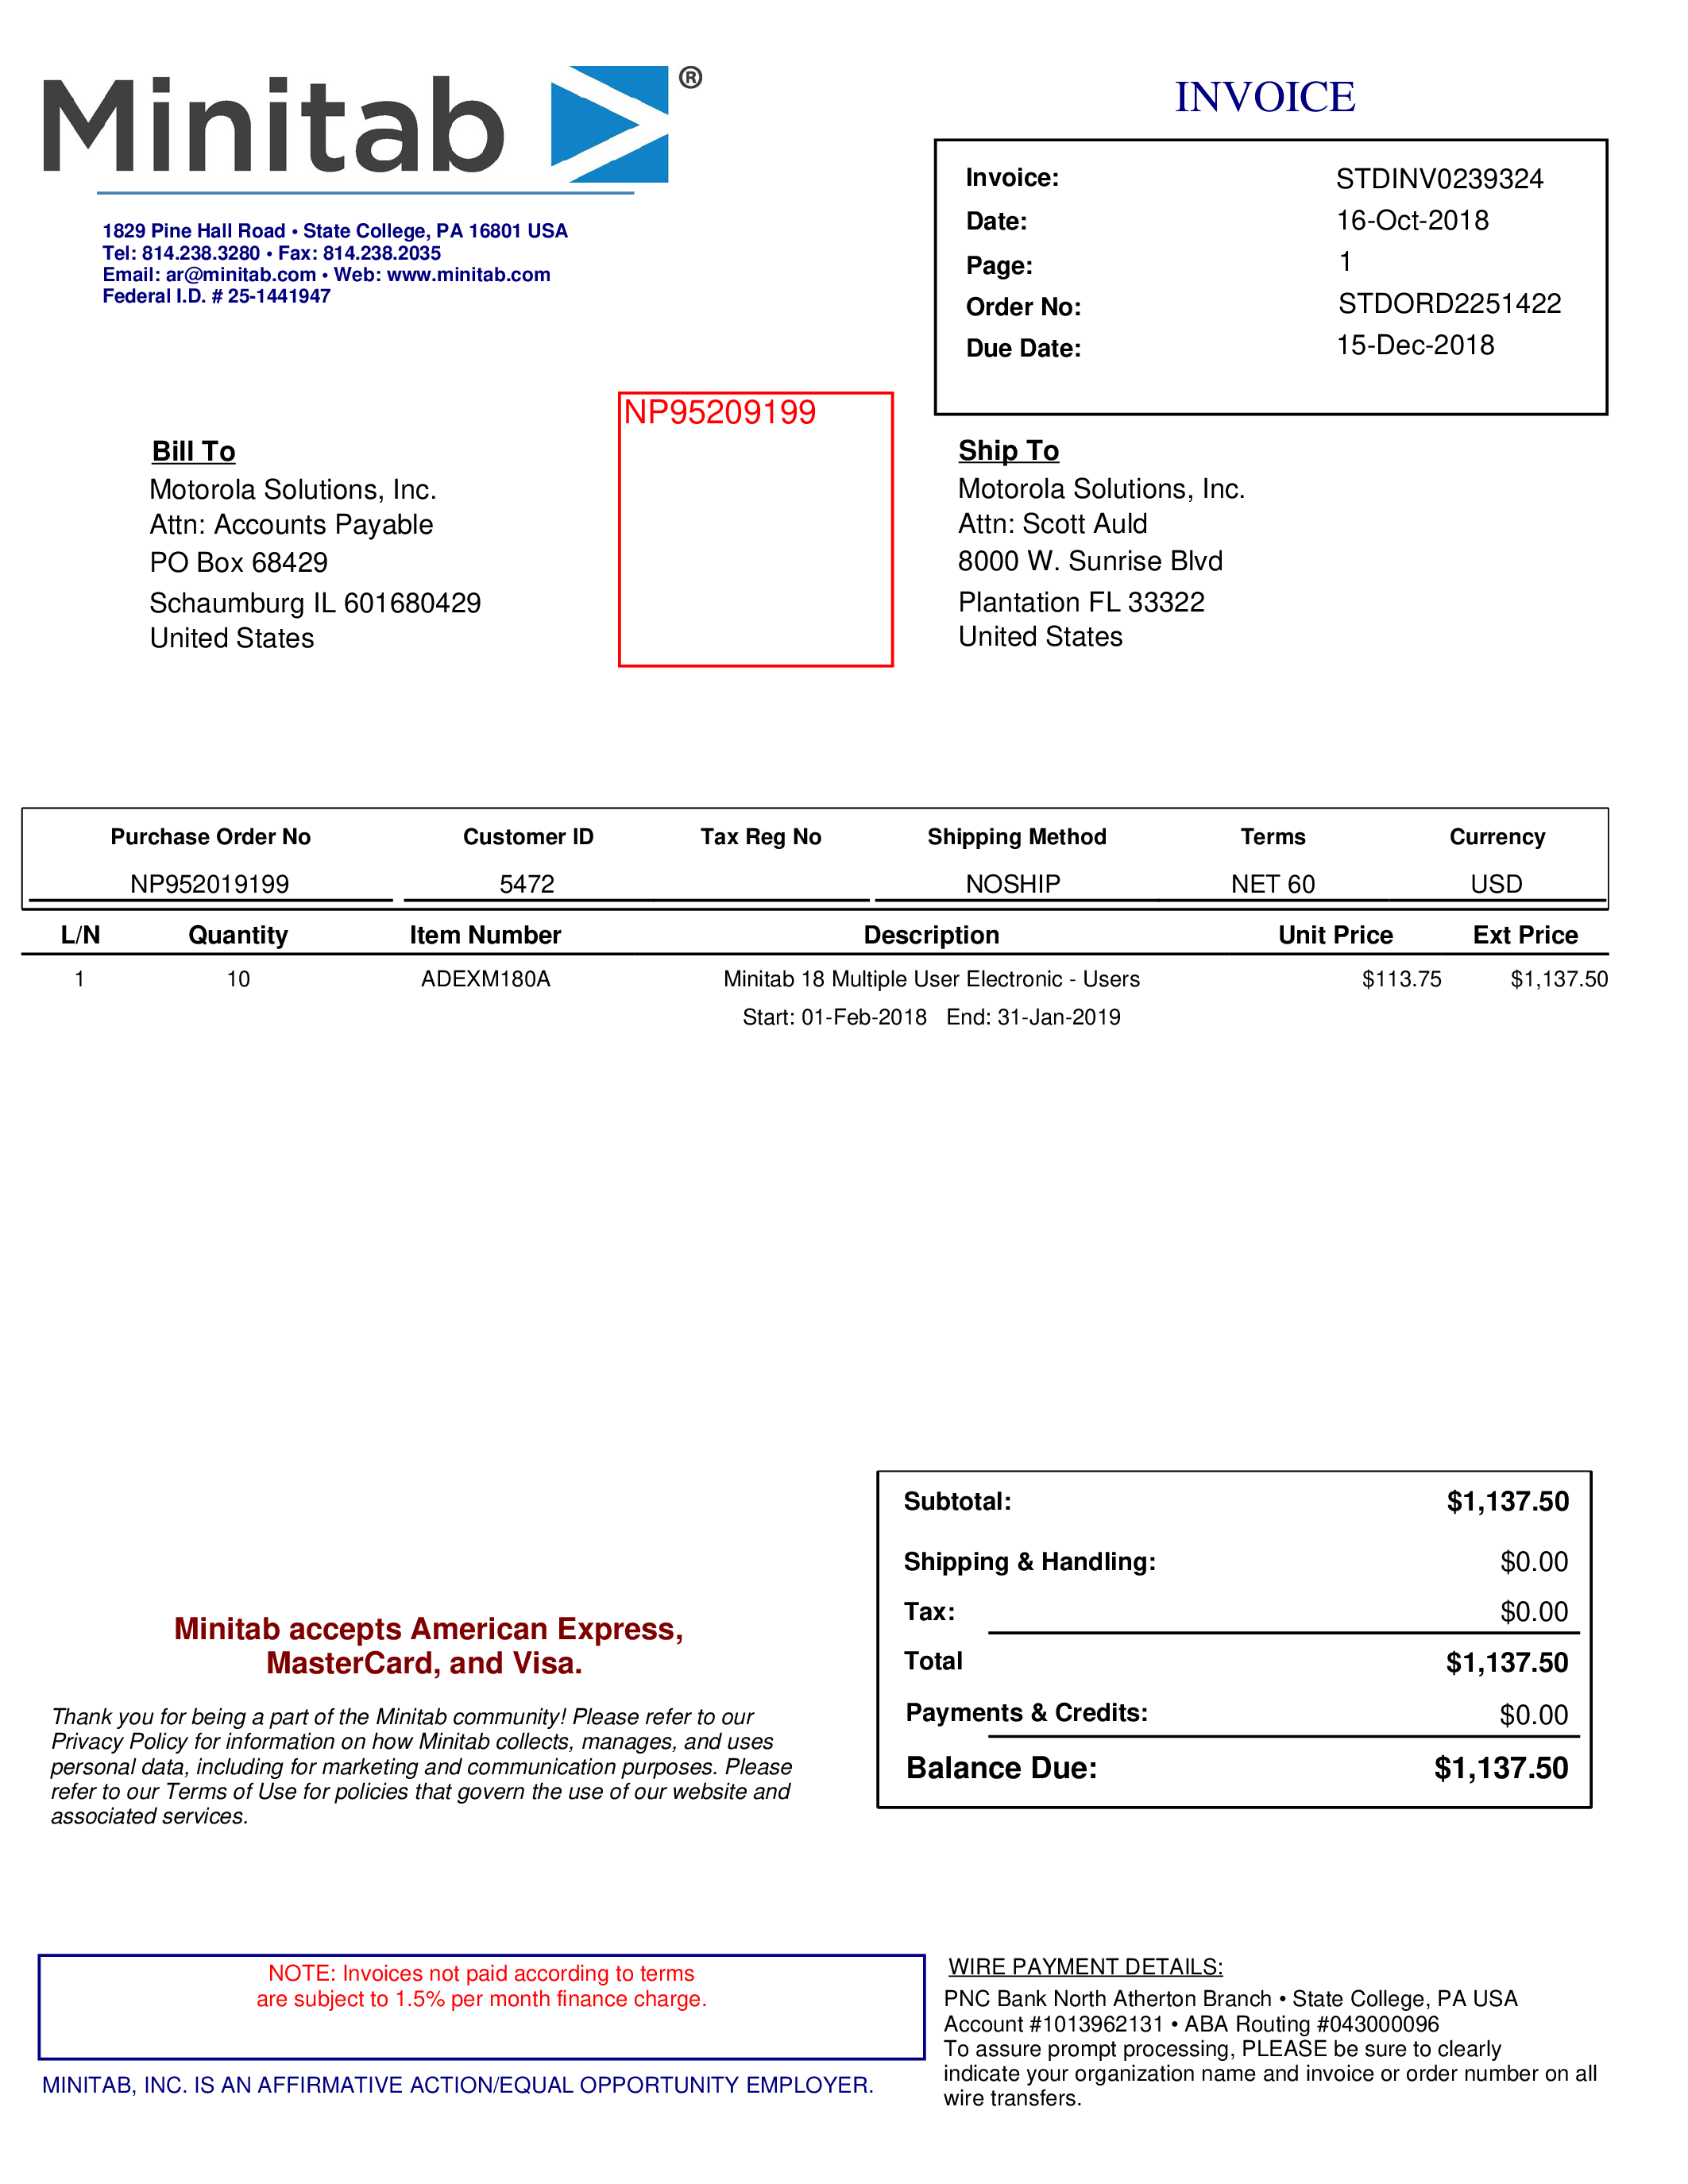 Minitab ®
INVOICE
1829 Pine Hall Road • State College, PA 16801 USA
Tel: 814.238.3280 • Fax: 814.238.2035
Email: ar@minitab.com • Web: www.minitab.com
Federal I.D. # 25-1441947
Invoice: STDINV0239324
Date: 16-Oct-2018
Page: 1
Order No: STDORD2251422
Due Date: 15-Dec-2018
NP95209199
Bill To
Motorola Solutions, Inc.
Attn: Accounts Payable
PO Box 68429
Schaumburg IL 601680429
United States
Ship To
Motorola Solutions, Inc.
Attn: Scott Auld
8000 W. Sunrise Blvd
Plantation FL 33322
United States
Purchase Order No Customer ID Tax Reg No Shipping Method Terms Currency
NP952019199 5472 NOSHIP NET 60 USD
L/N Quantity Item Number Description Unit Price Ext Price
1 10 ADEXM180A Minitab 18 Multiple User Electronic - Users $113.75 $1,137.50
Start: 01-Feb-2018 End: 31-Jan-2019
Subtotal: $1,137.50
Shipping & Handling: $0.00
Tax: $0.00
Total $1,137.50
Payments & Credits: $0.00
Balance Due: $1,137.50
Minitab accepts American Express,
MasterCard, and Visa.
Thank you for being a part of the Minitab community! Please refer to our
Privacy Policy for information on how Minitab collects, manages, and uses
personal data, including for marketing and communication purposes. Please
refer to our Terms of Use for policies that govern the use of our website and
associated services.
NOTE: Invoices not paid according to terms
are subject to 1.5% per month finance charge.
MINITAB, INC. IS AN AFFIRMATIVE ACTION/EQUAL OPPORTUNITY EMPLOYER.
WIRE PAYMENT DETAILS:
PNC Bank North Atherton Branch • State College, PA USA
Account #1013962131 • ABA Routing #043000096
To assure prompt processing, PLEASE be sure to clearly
indicate your organization name and invoice or order number on all
wire transfers.